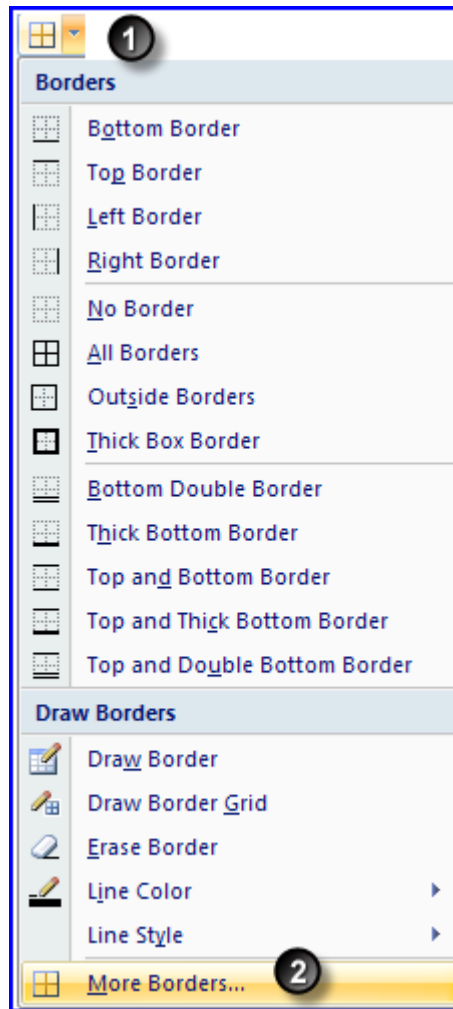 1
Borders
Bottom Border
Top Border
Left Border
Right Border
No Border
All Borders
Outside Borders
Thick Box Border
Bottom Double Border
Thick Bottom Border
Top and Bottom Border
Top and Thick Bottom Border
Top and Double Bottom Border
Draw Borders
Draw Border
Draw Border Grid
Erase Border
Line Color
Line Style
More Borders... 2